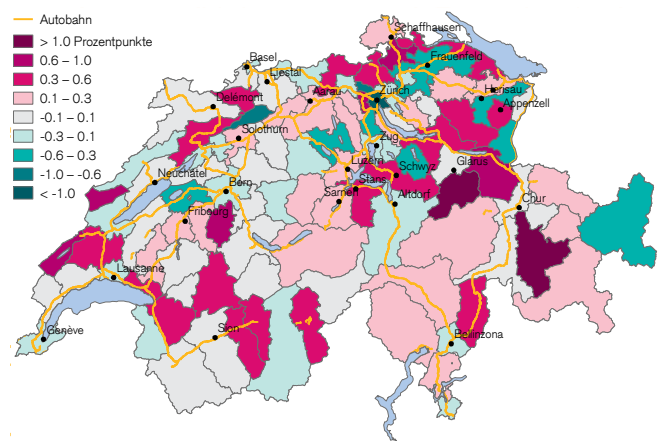 Autobahn
> 1.0 Prozentpunkte
0.6 – 1.0
0.3 – 0.6
0.1 – 0.3
-0.1 – 0.1
-0.3 – 0.1
-0.6 – 0.3
-1.0 – -0.6
< -1.0
Schaffhausen
Basel
Liestal
Frauenfeld
Delémont
Aarau
Zürich
Herisau
Appenzell
Solothurn
Zug
Luzern
Schwyz
Glarus
Neuchâtel
Bern
Stans
Sarnen
Altdorf
Chur
Fribourg
Lausanne
Genève
Sion
Bellinzona